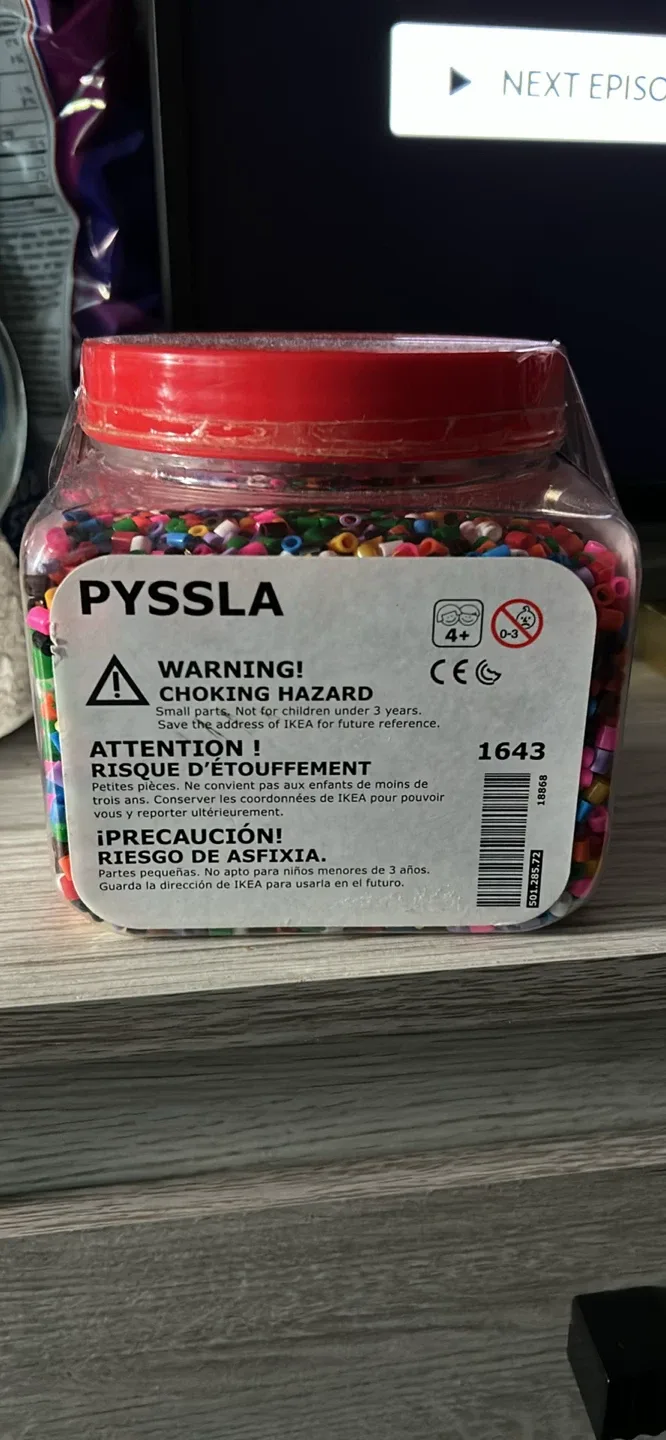 NEXT EPISO
PYSSLA
4+
0-3
WARNING!
CHOKING HAZARD
Small parts. Not for children under 3 years.
Save the address of IKEA for future reference.
CE
ATTENTION !
RISQUE D'ÉTOUFFEMENT
Petites pièces. Ne convient pas aux enfants de moins de
trois ans. Conserver les coordonnées de IKEA pour pouvoir
vous y reporter ultérieurement.
1643
18868
501.285.72
¡PRECAUCIÓN!
RIESGO DE ASFIXIA.
Partes pequeñas. No apto para niños menores de 3 años.
Guarda la dirección de IKEA para usarla en el futuro.